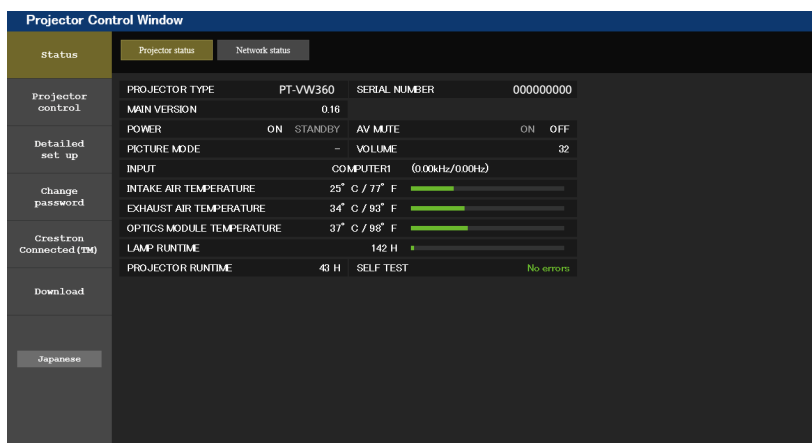 Projector Control Window
Status
Projector status Network status
Projector control
Detailed set up
Change password
Crestron Connected(TM)
Download
Japanese
PROJECTOR TYPE PT-VW360 SERIAL NUMBER 000000000
MAIN VERSION 0.16
POWER ON STANDBY AV MUTE ON OFF
PICTURE MODE - VOLUME 32
INPUT COMPUTER1 (0.00kHz/0.00Hz)
INTAKE AIR TEMPERATURE 25° C / 77° F
EXHAUST AIR TEMPERATURE 34° C / 93° F
OPTICS MODULE TEMPERATURE 37° C / 98° F
LAMP RUNTIME 142 H
PROJECTOR RUNTIME 43 H SELF TEST No errors